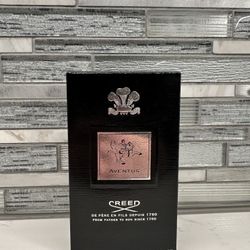 AVENTUS
CREED
DE PÈRE EN FILS DEPUIS 1760
FROM FATHER TO SON SINCE 1760